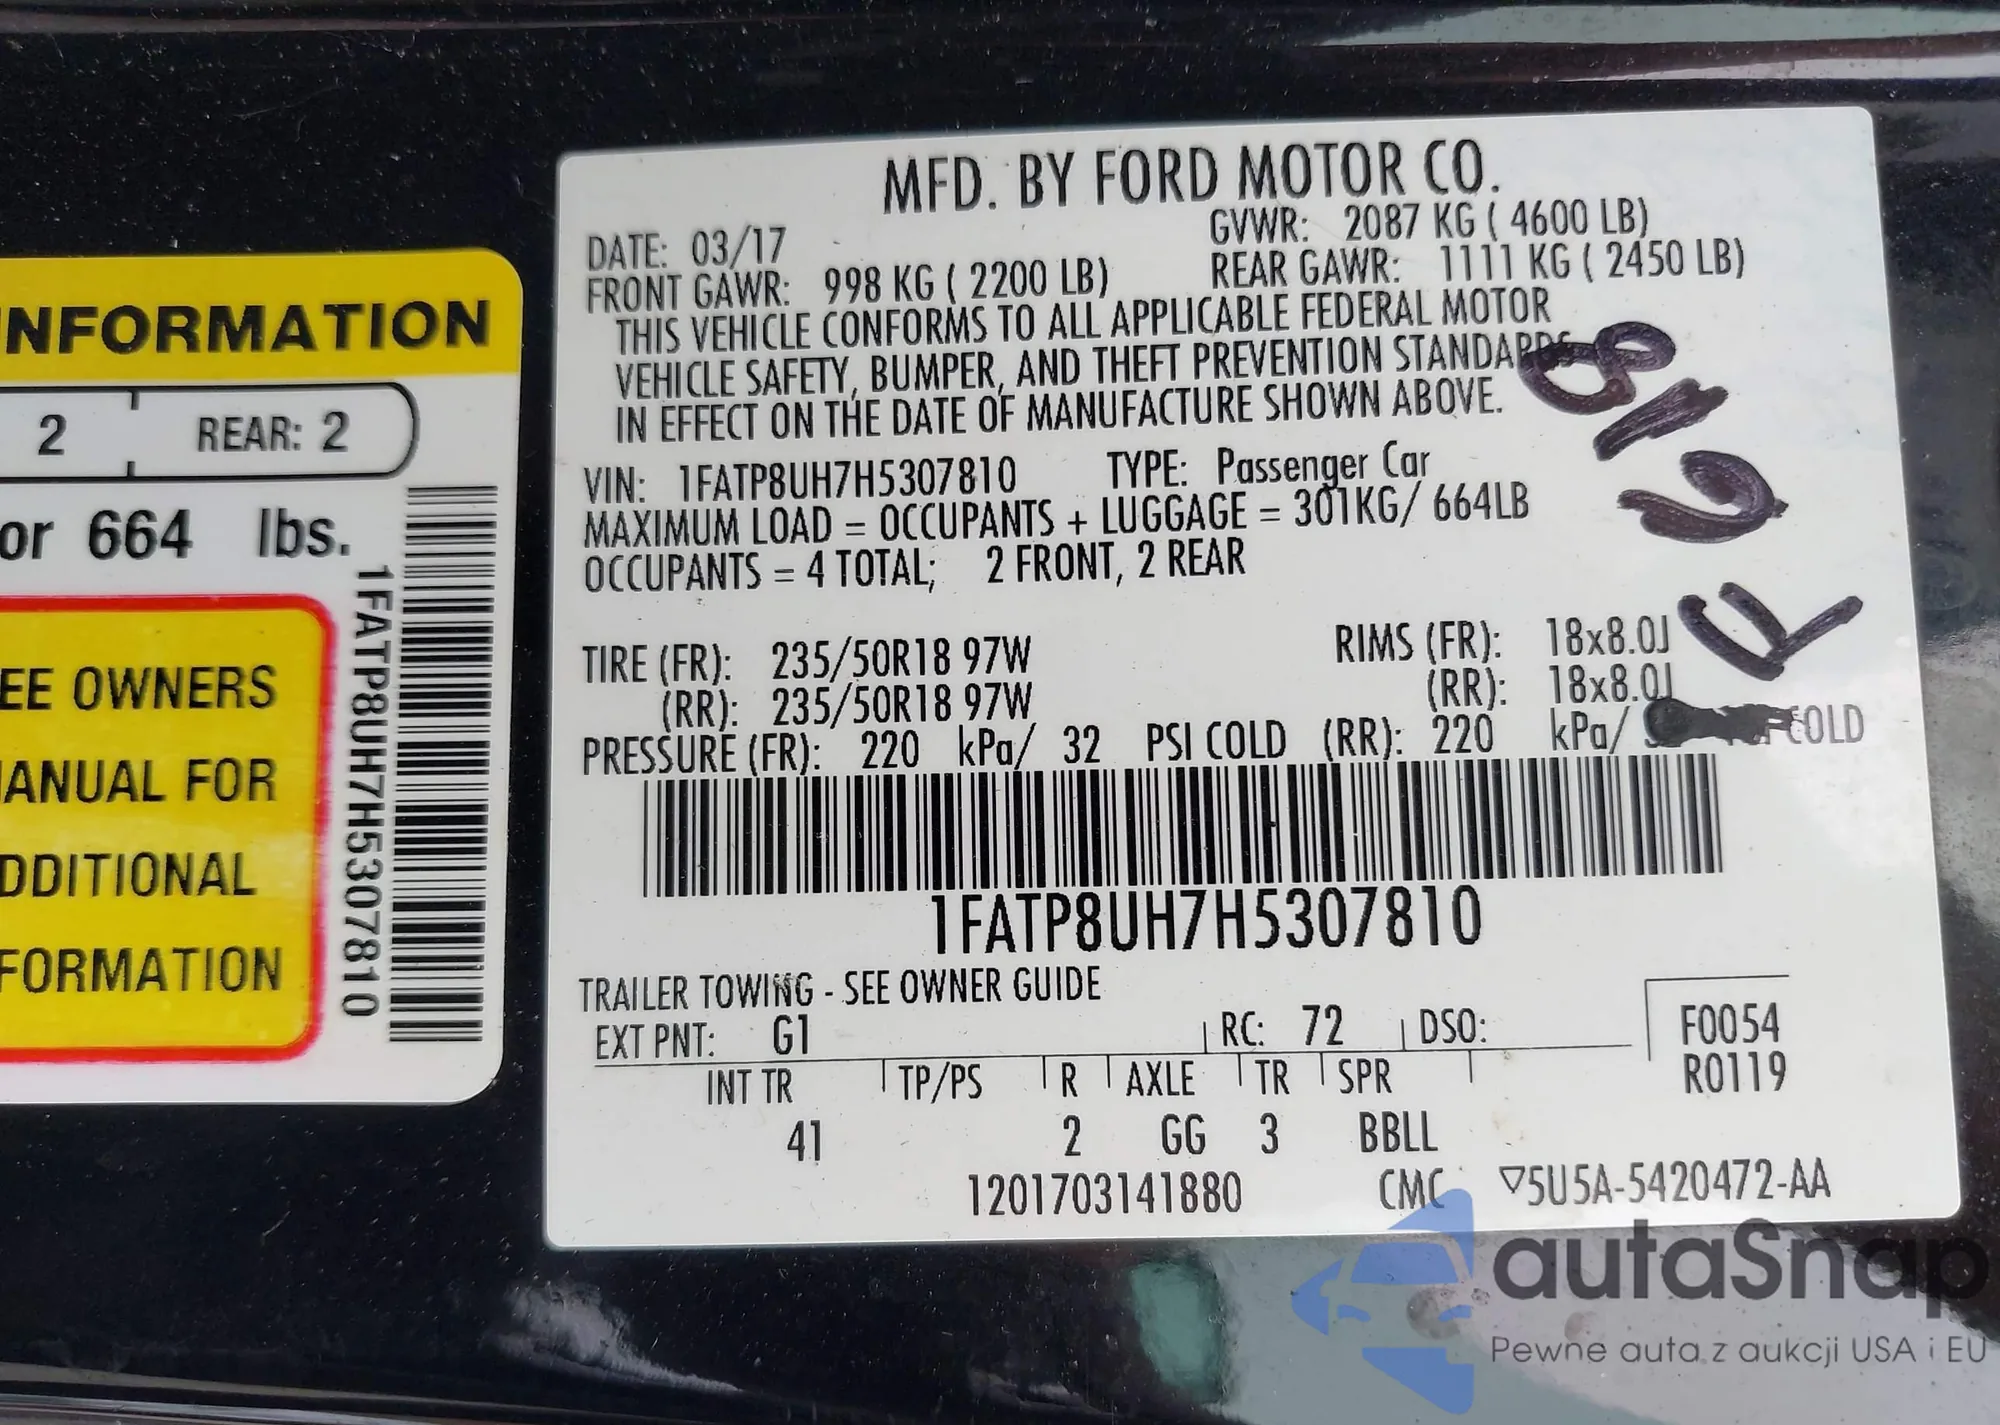 NFORMATION
2 REAR: 2
or 664 lbs.
EE OWNERS
ANUAL FOR
DDITIONAL
FORMATION
1FATP8UH7H5307810
MFD. BY FORD MOTOR CO.
DATE: 03/17 GVWR: 2087 KG ( 4600 LB)
FRONT GAWR: 998 KG ( 2200 LB) REAR GAWR: 1111 KG ( 2450 LB)
THIS VEHICLE CONFORMS TO ALL APPLICABLE FEDERAL MOTOR
VEHICLE SAFETY, BUMPER, AND THEFT PREVENTION STANDARDS
IN EFFECT ON THE DATE OF MANUFACTURE SHOWN ABOVE.
VIN: 1FATP8UH7H5307810 TYPE: Passenger Car
MAXIMUM LOAD = OCCUPANTS + LUGGAGE = 301KG/ 664LB
OCCUPANTS = 4 TOTAL; 2 FRONT, 2 REAR
TIRE (FR): 235/50R18 97W RIMS (FR): 18x8.0J
(RR): 235/50R18 97W (RR): 18x8.0J
PRESSURE (FR): 220 kPa/ 32 PSI COLD (RR): 220 kPa/ COLD
1FATP8UH7H5307810
TRAILER TOWING - SEE OWNER GUIDE
EXT PNT: G1 RC: 72 DSO: F0054
R0119
INT TR TP/PS R AXLE TR SPR
41 2 GG 3 BBLL
1201703141880 CMC ▽5U5A-5420472-AA
autaSnap
Pewne auta z aukcji USA i EU